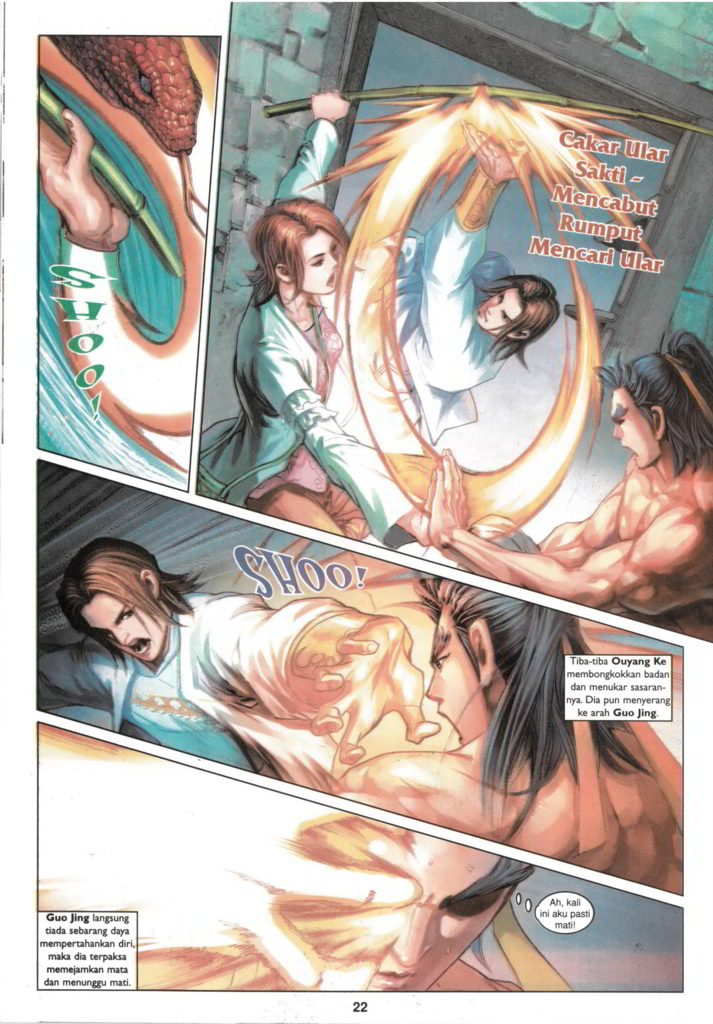 SHOO!
Cakar Ular
Sakti -
Mencabut
Rumput
Mencari Ular
SHOO!
Tiba-tiba Ouyang Ke
membongkokkan badan
dan menukar sasaran-
nya. Dia pun menyerang
ke arah Guo Jing.
Ah, kali
ini aku pasti
mati!
Guo Jing langsung
tiada sebarang daya
mempertahankan diri,
maka dia terpaksa
memejamkan mata
dan menunggu mati.
22